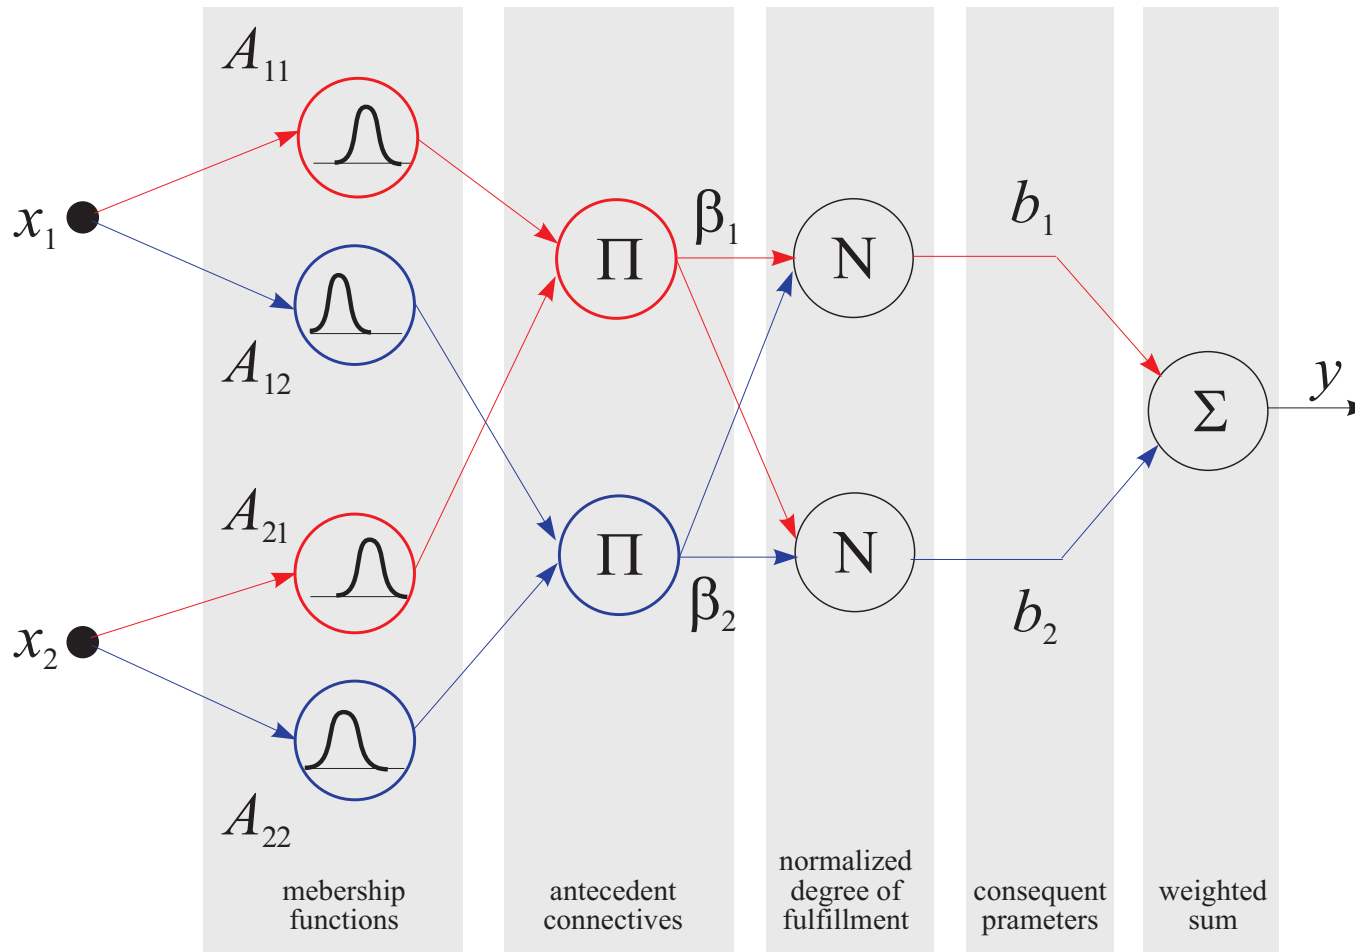 A11
x1
A12
A21
x2
A22
Π
Π
β1
β2
N
N
b1
b2
Σ
y
mebership
functions
antecedent
connectives
normalized
degree of
fulfillment
consequent
prameters
weighted
sum